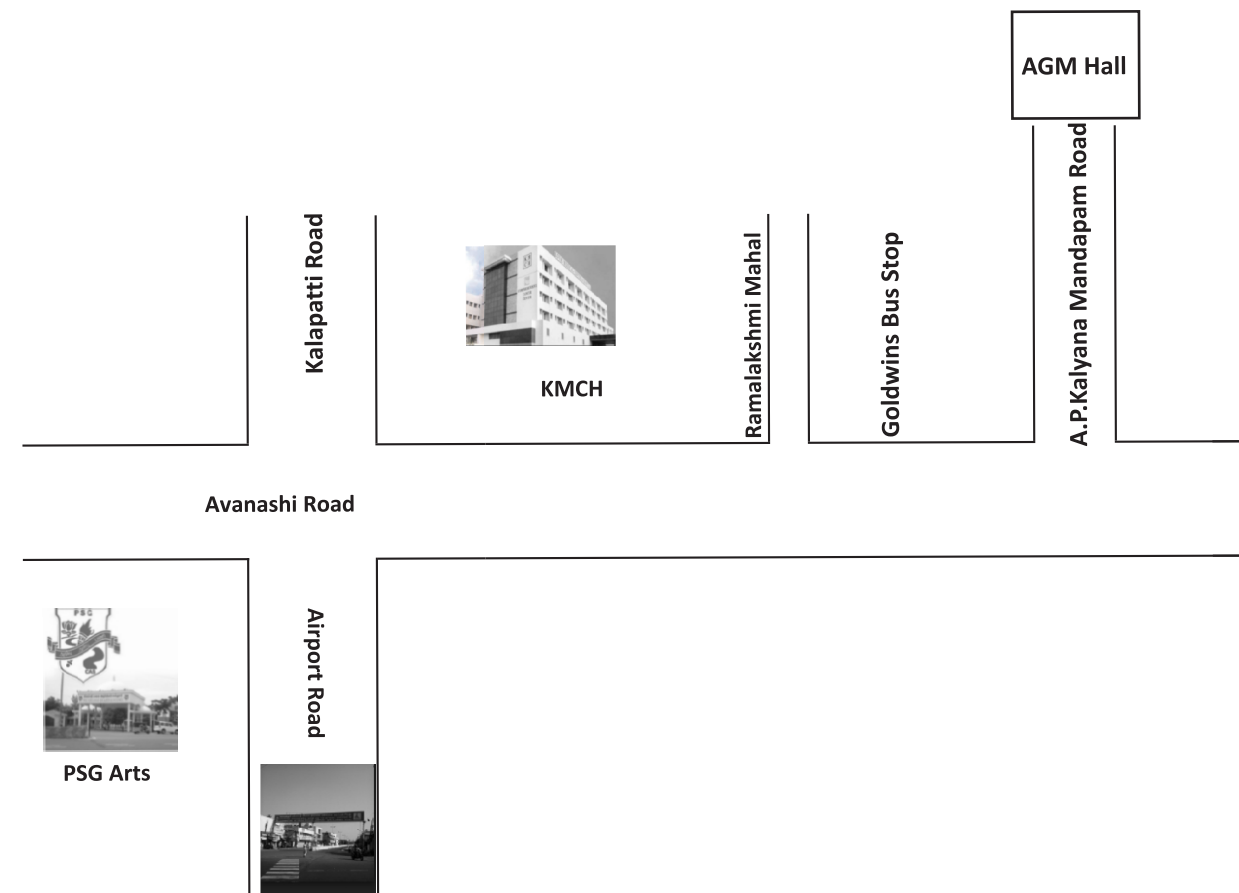 AGM Hall
A.P.Kalyana Mandapam Road
Kalapatti Road
Ramalakshmi Mahal
Goldwins Bus Stop
KMCH
Avanashi Road
PSG
Airport Road
PSG Arts